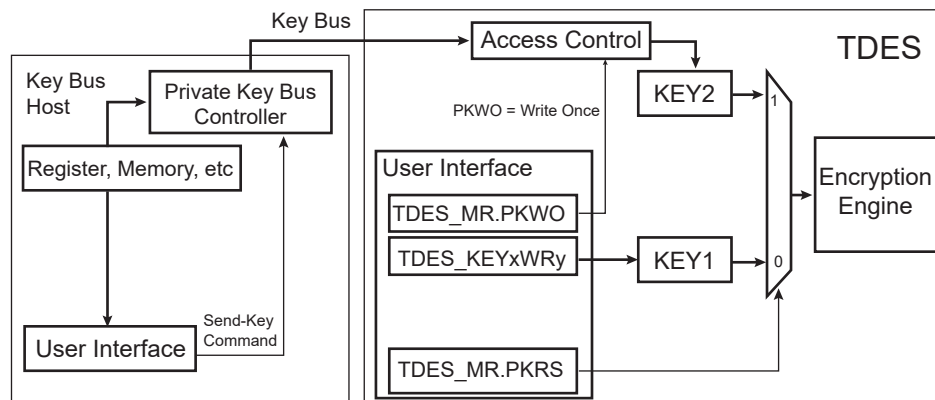 Key Bus
Access Control
TDES
Key Bus
Host
Private Key Bus
Controller
KEY2
1
PKWO = Write Once
Register, Memory, etc
User Interface
TDES_MR.PKWO
Encryption
Engine
TDES_KEYxWRy
KEY1
0
Send-Key
Command
User Interface
TDES_MR.PKRS